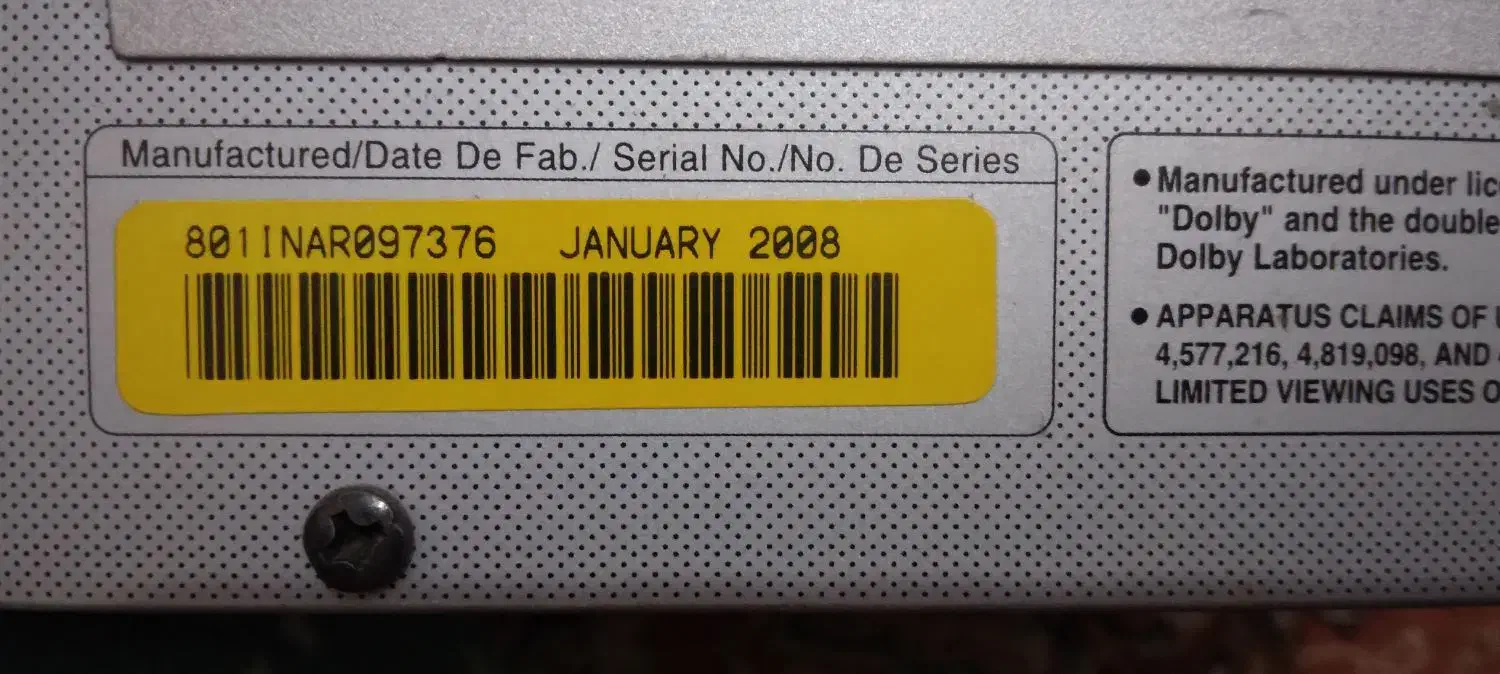 Manufactured/Date De Fab./ Serial No./No. De Series
801INAR097376 JANUARY 2008
● Manufactured under lic
"Dolby" and the double
Dolby Laboratories.
● APPARATUS CLAIMS OF
4,577,216, 4,819,098, AND
LIMITED VIEWING USES O